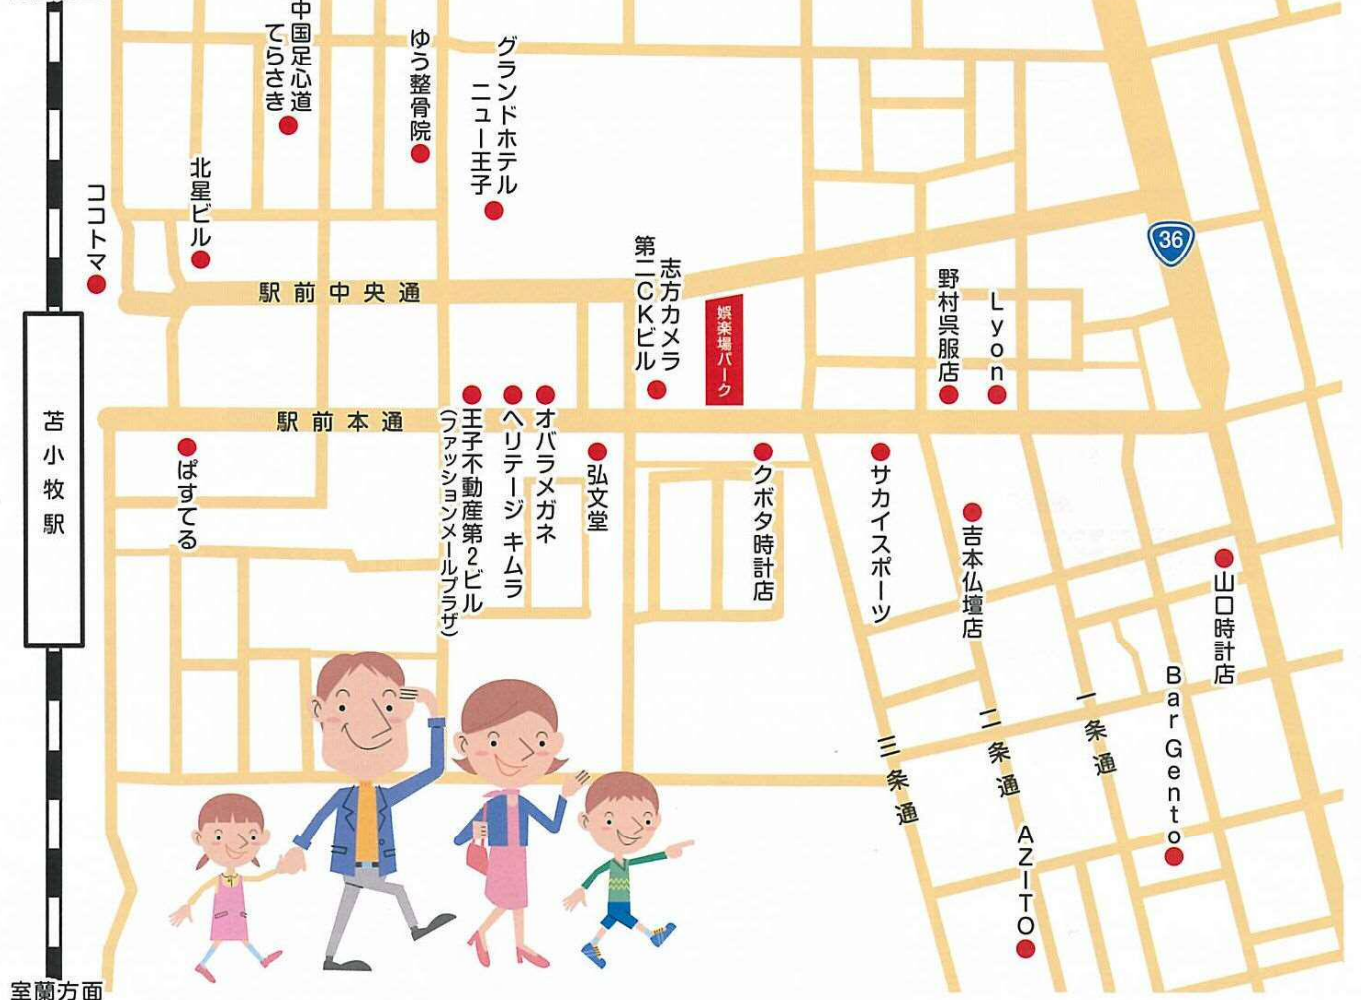 中国足心道
てらさき
ゆう整骨院
グランドホテル
ニュー王子
北星ビル
ココトマ
駅前中央通
志方カメラ
第二CKビル
娯楽場パーク
36
野村呉服店
Lyon
苫小牧駅
駅前本通
ぱすてる
王子不動産第2ビル
(ファッションメールプラザ)
ヘリテージ キムラ
オバラメガネ
弘文堂
クボタ時計店
サカイスポーツ
吉本仏壇店
山口時計店
Bar Gento
一条通
二条通
三条通
AZITO
室蘭方面